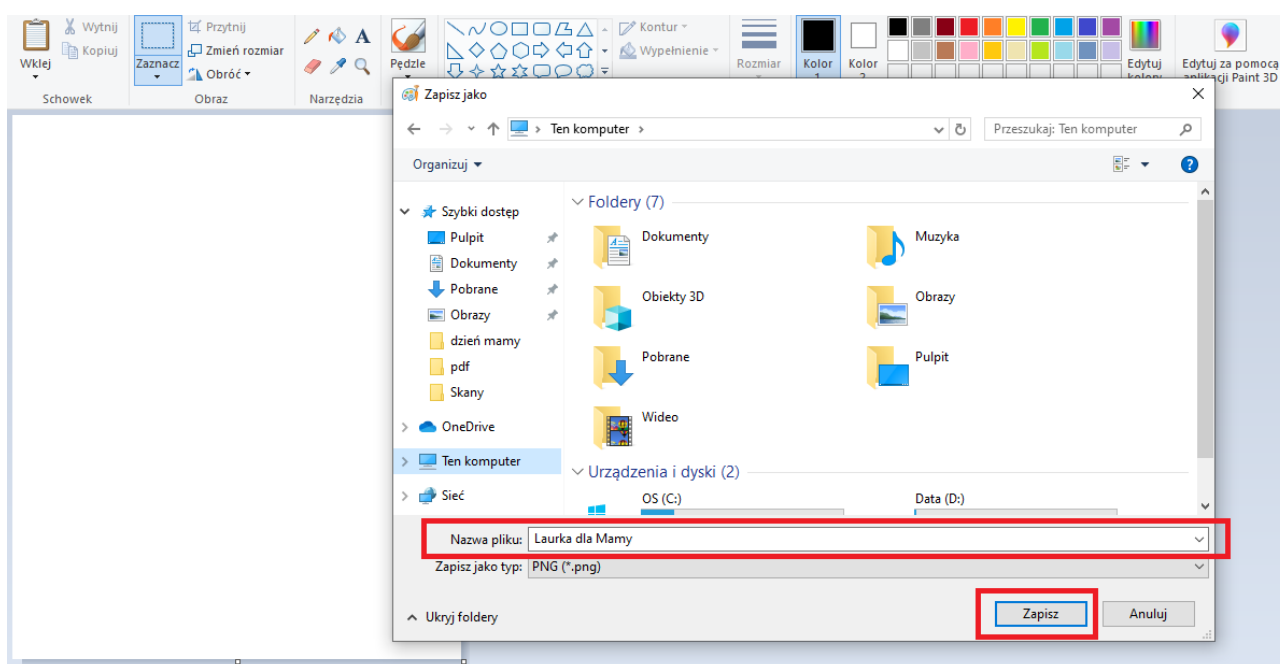 Wklej
Wytnij
Kopiuj
Schowek
Zaznacz
Przytnij
Zmień rozmiar
Obróć
Obraz
A
Narzędzia
Pędzle
Kontur
Wypełnienie
Rozmiar
Kolor
1
Kolor
2
Edytuj
kolory
Edytuj za pomocą
aplikacji Paint 3D
Zapisz jako
Ten komputer
Przeszukaj: Ten komputer
Organizuj
Szybki dostęp
Pulpit
Dokumenty
Pobrane
Obrazy
dzień mamy
pdf
Skany
OneDrive
Ten komputer
Sieć
Foldery (7)
Dokumenty
Muzyka
Obiekty 3D
Obrazy
Pobrane
Pulpit
Wideo
Urządzenia i dyski (2)
OS (C:)
Data (D:)
Nazwa pliku: Laurka dla Mamy
Zapisz jako typ: PNG (*.png)
Ukryj foldery
Zapisz
Anuluj